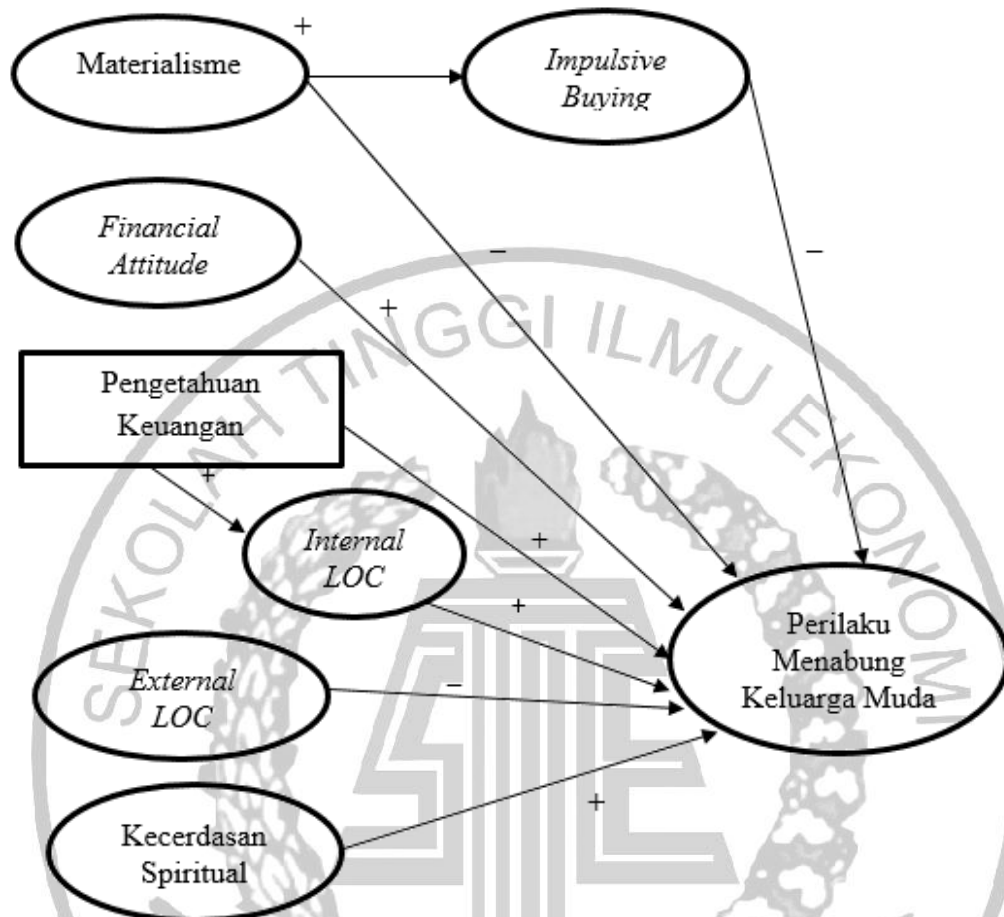 +
Materialisme
Impulsive
Buying
Financial
Attitude
–
–
+
SEKOLAH TINGGI ILMU EKONOMI
Pengetahuan
Keuangan
+
Internal
LOC
+
+
Perilaku
Menabung
Keluarga Muda
External
LOC
–
+
Kecerdasan
Spiritual